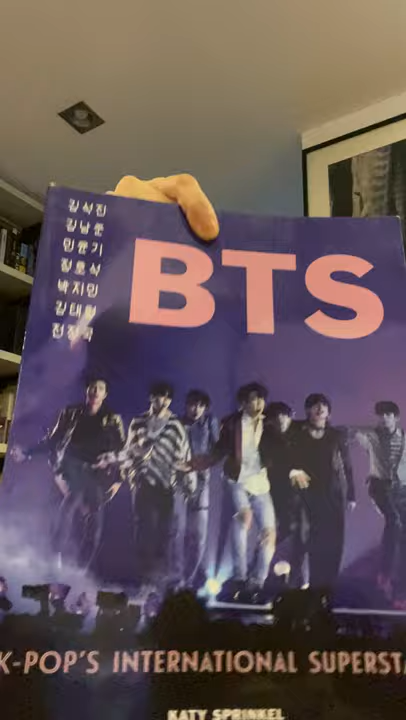 김석진
김남준
민윤기
정호석
박지민
김태형
전정국
BTS
K-POP'S INTERNATIONAL
KATY SPRINKEL